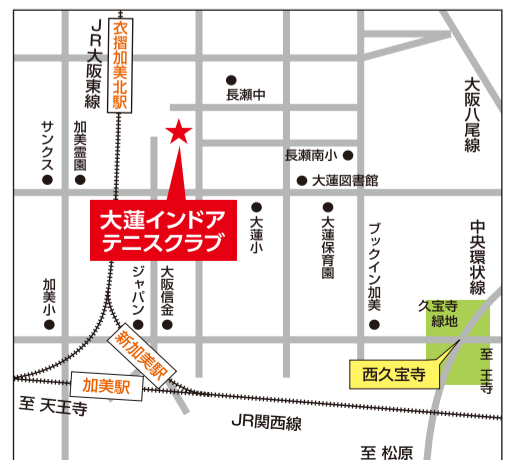 衣摺加美北駅
JR大阪東線
長瀬中
大阪八尾線
サンクス
加美霊園
長瀬南小
大蓮図書館
大蓮インドア
テニスクラブ
大蓮小
大蓮保育園
ブックイン加美
中央環状線
加美小
ジャパン
大阪信金
久宝寺
緑地
新加美駅
西久宝寺
至 王寺
加美駅
至 天王寺
JR関西線
至 松原